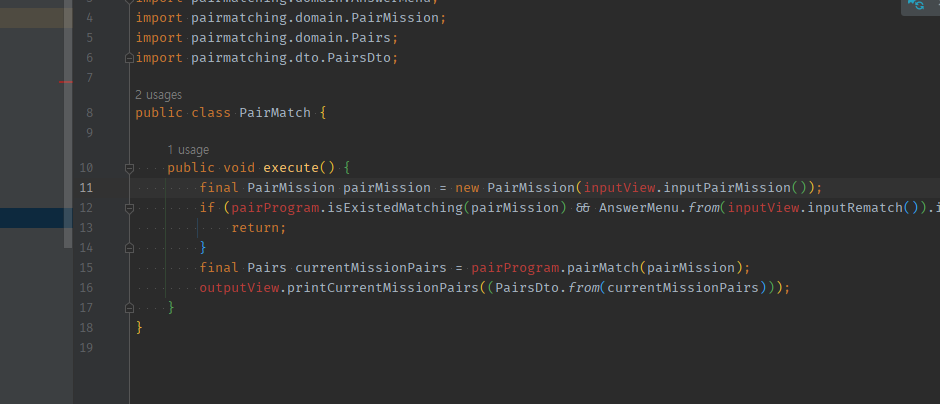 import pairmatching.domain.AnswerMenu;
4 import pairmatching.domain.PairMission;
5 import pairmatching.domain.Pairs;
6 import pairmatching.dto.PairsDto;
7
2 usages
8 public class PairMatch {
9
1 usage
10 public void execute() {
11 final PairMission pairMission = new PairMission(inputView.inputPairMission());
12 if (pairProgram.isExistedMatching(pairMission) && AnswerMenu.from(inputView.inputRematch()).i
13 return;
14 }
15 final Pairs currentMissionPairs = pairProgram.pairMatch(pairMission);
16 outputView.printCurrentMissionPairs((PairsDto.from(currentMissionPairs)));
17 }
18 }
19